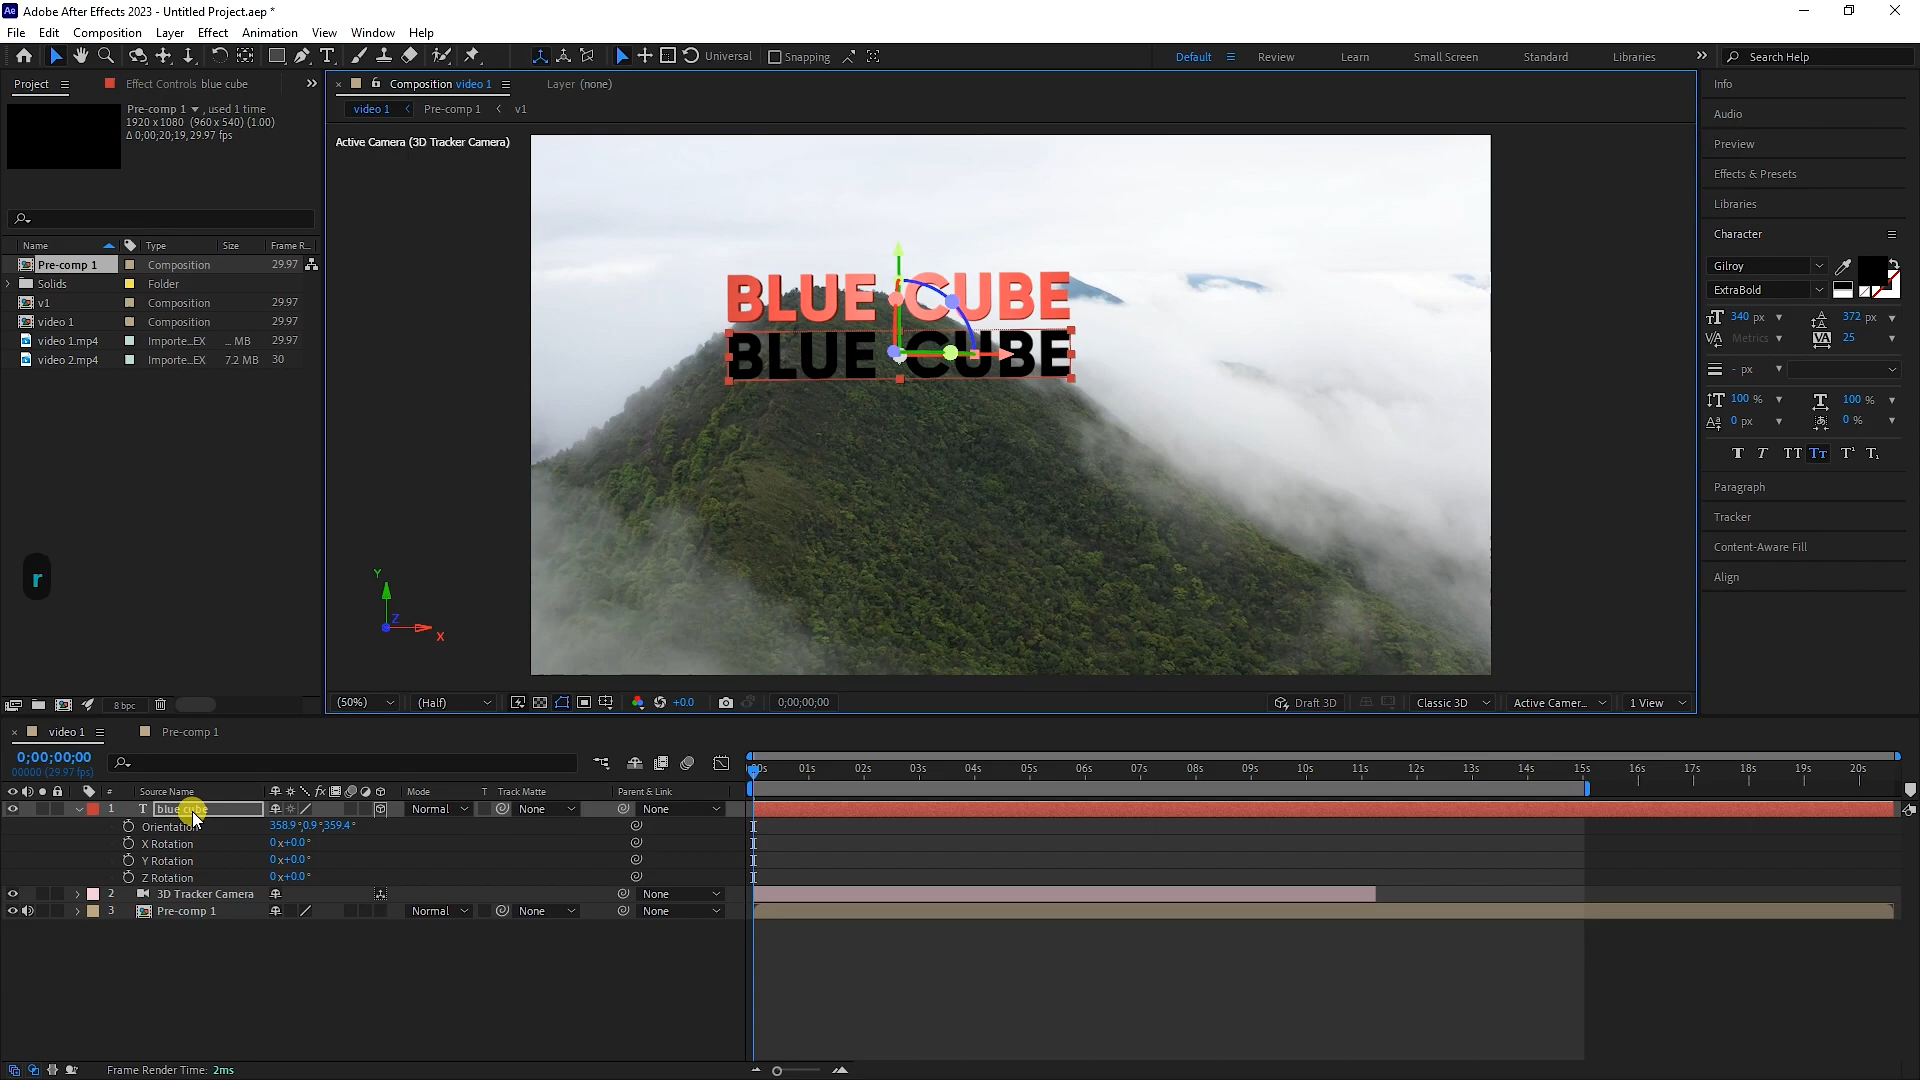 Adobe After Effects 2023 - Untitled Project.aep *
File Edit Composition Layer Effect Animation View Window Help
Universal Snapping Default Review Learn Small Screen Standard Libraries Search Help
Project Effect Controls blue cube
Composition video 1 Layer (none)
video 1 Pre-comp 1 v1
Pre-comp 1 , used 1 time
1920 x 1080 (960 x 540) (1.00)
Δ 0;00;20;19, 29.97 fps
Active Camera (3D Tracker Camera)
Name Type Size Frame R...
Pre-comp 1 Composition 29.97
Solids Folder
v1 Composition 29.97
video 1 Composition 29.97
video 1.mp4 Importe...EX ... MB 29.97
video 2.mp4 Importe...EX 7.2 MB 30
BLUE CUBE
BLUE CUBE
r
Y
Z
X
Info
Audio
Preview
Effects & Presets
Libraries
Character
Gilroy
ExtraBold
340 px 372 px
Metrics 25
- px
100 % 100 %
0 px 0 %
T T TT Tт T¹ T₁
Paragraph
Tracker
Content-Aware Fill
Align
8 bpc
(50%) (Half) +0.0 0;00;00;00 Draft 3D Classic 3D Active Camer... 1 View
video 1 Pre-comp 1
0;00;00;00
00000 (29.97 fps)
# Source Name fx Mode T Track Matte Parent & Link
1 T blue cube Normal None None
Orientation 358.9°,0.9°,359.4°
X Rotation 0x+0.0°
Y Rotation 0x+0.0°
Z Rotation 0x+0.0°
2 3D Tracker Camera None
3 Pre-comp 1 Normal None None
00s 01s 02s 03s 04s 05s 06s 07s 08s 09s 10s 11s 12s 13s 14s 15s 16s 17s 18s 19s 20s
Frame Render Time: 2ms